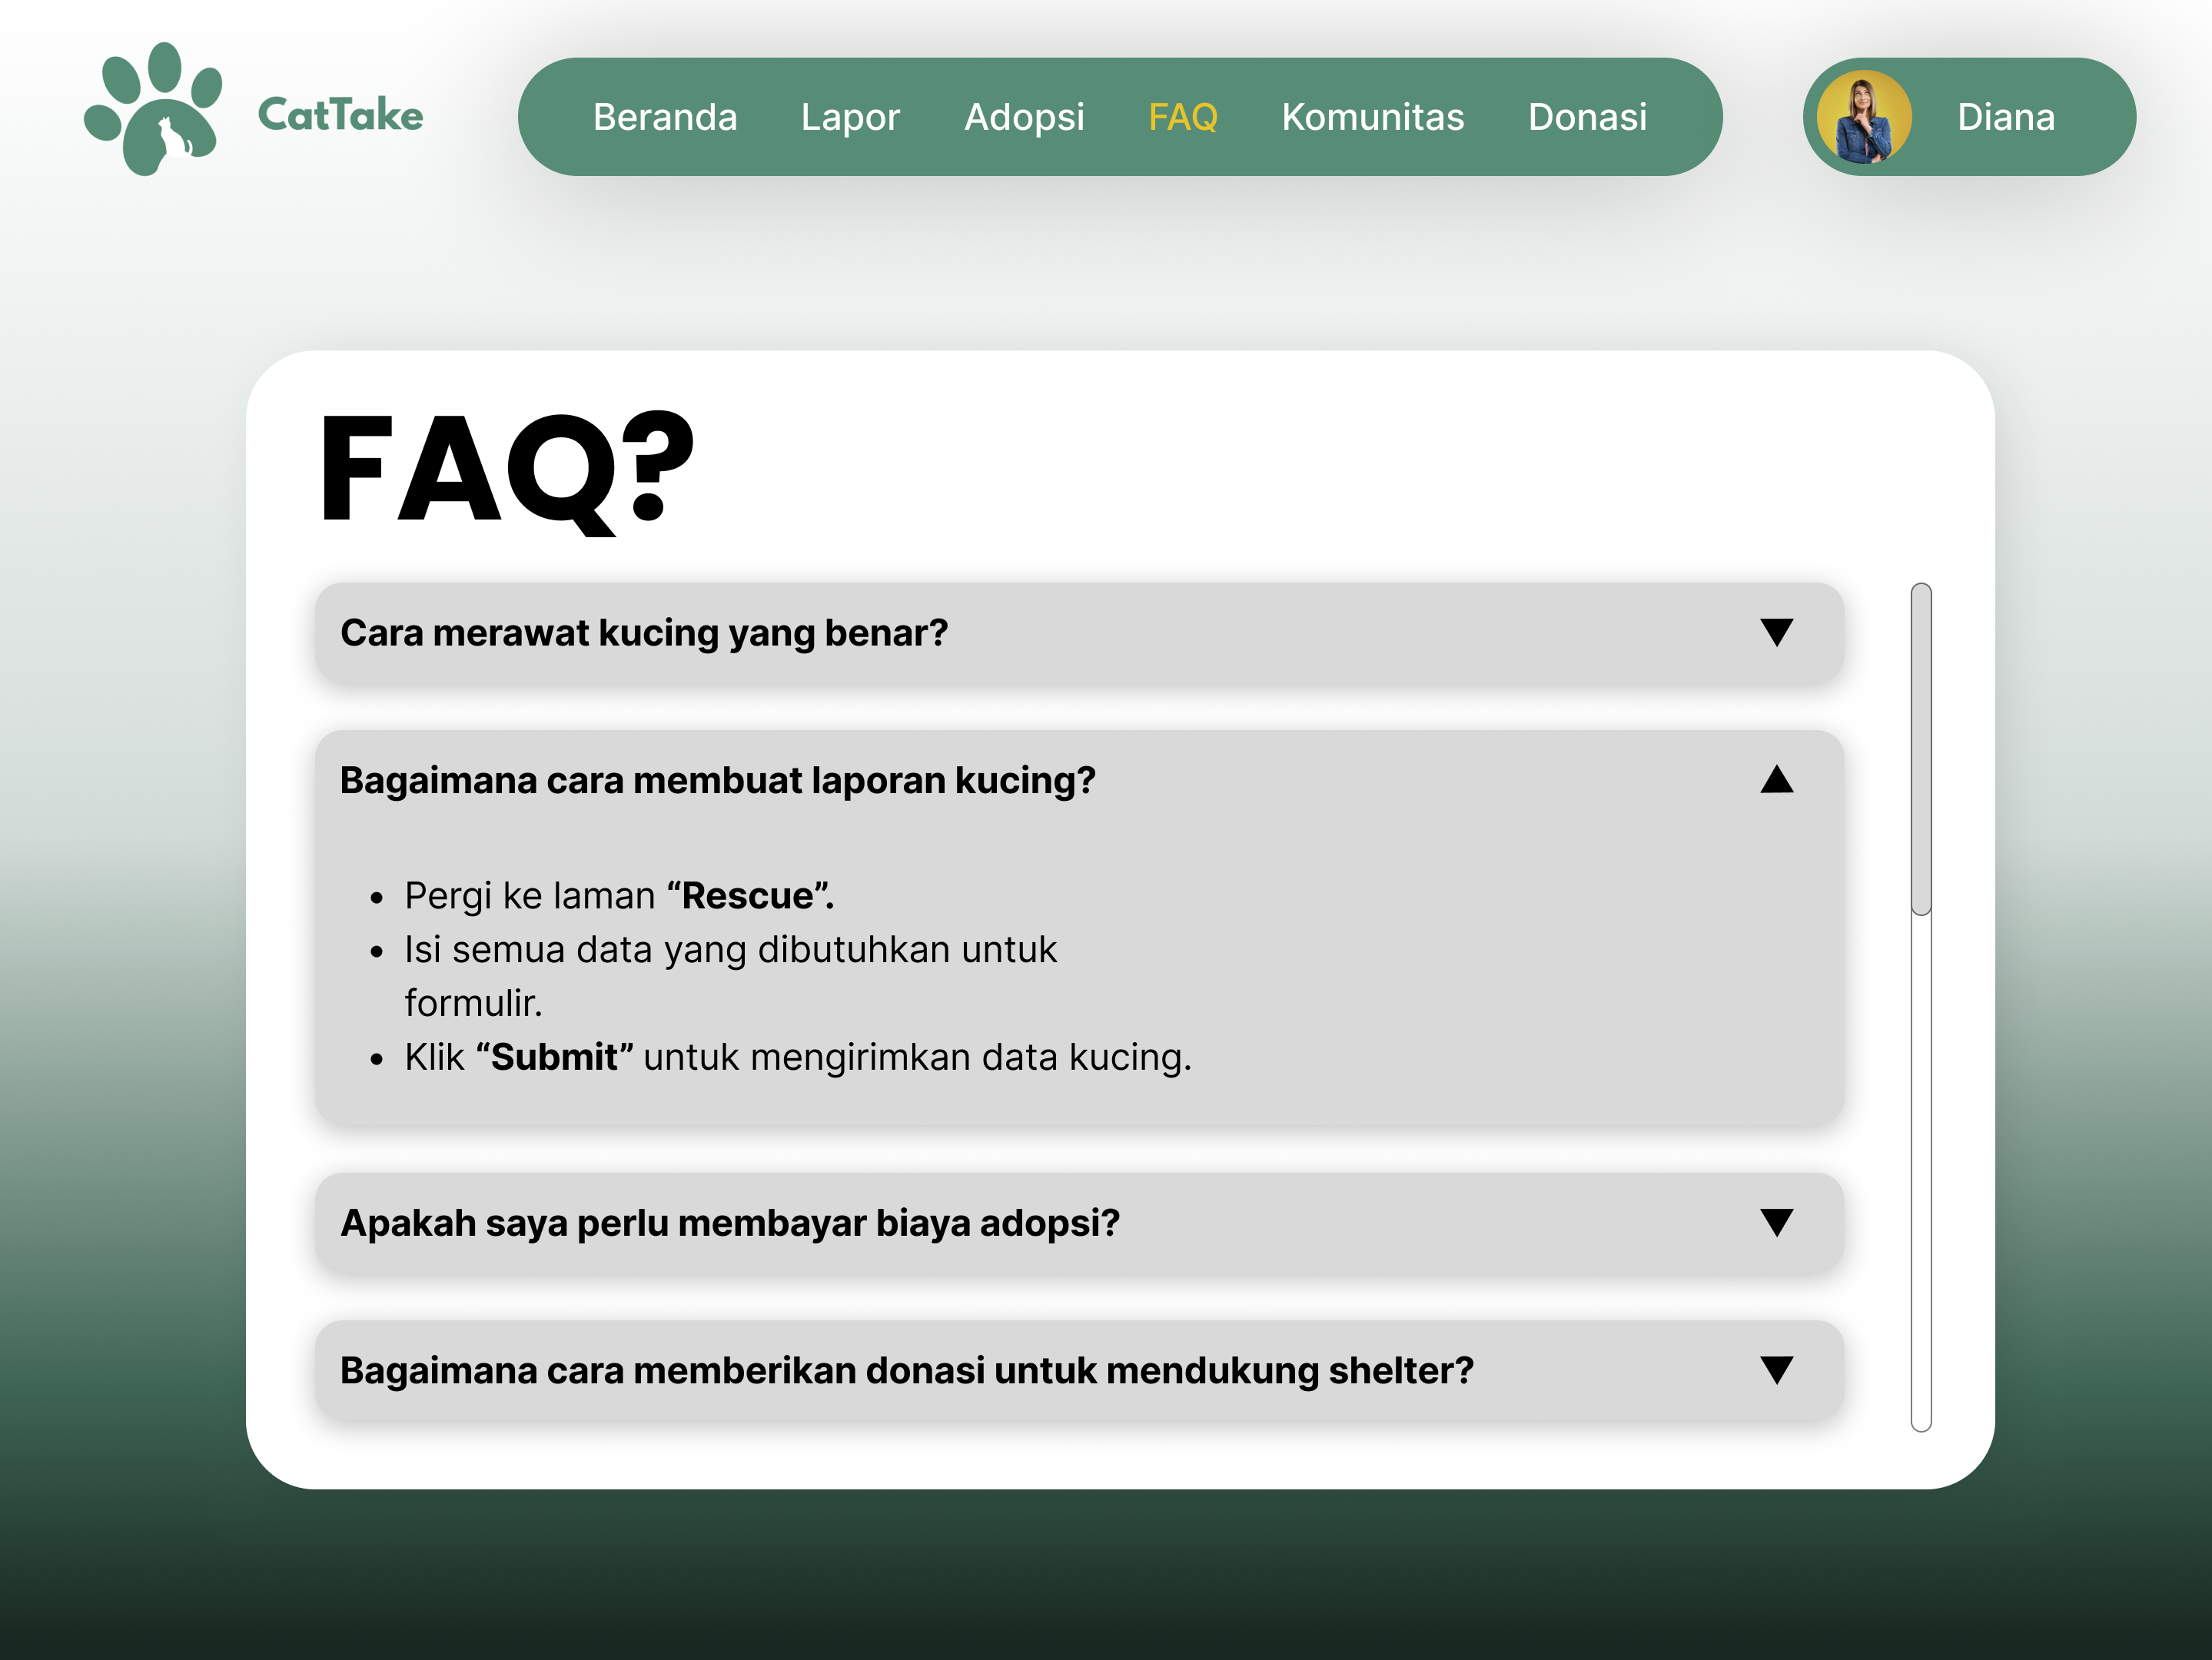 CatTake
Beranda Lapor Adopsi FAQ Komunitas Donasi
Diana
FAQ?
Cara merawat kucing yang benar?
Bagaimana cara membuat laporan kucing?
• Pergi ke laman “Rescue”.
• Isi semua data yang dibutuhkan untuk
formulir.
• Klik “Submit” untuk mengirimkan data kucing.
Apakah saya perlu membayar biaya adopsi?
Bagaimana cara memberikan donasi untuk mendukung shelter?